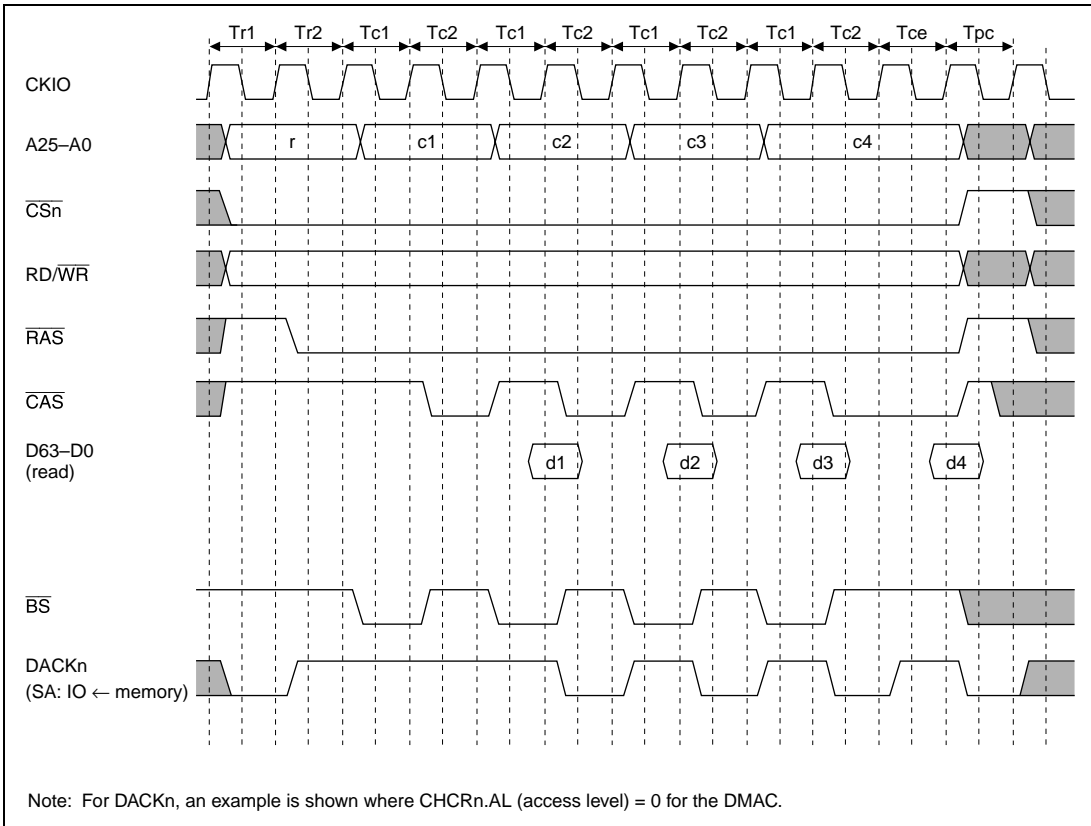 Tr1 Tr2 Tc1 Tc2 Tc1 Tc2 Tc1 Tc2 Tc1 Tc2 Tce Tpc
CKIO
A25–A0 r c1 c2 c3 c4
CSn
RD/WR
RAS
CAS
D63–D0
(read) d1 d2 d3 d4
BS
DACKn
(SA: IO ← memory)
Note: For DACKn, an example is shown where CHCRn.AL (access level) = 0 for the DMAC.